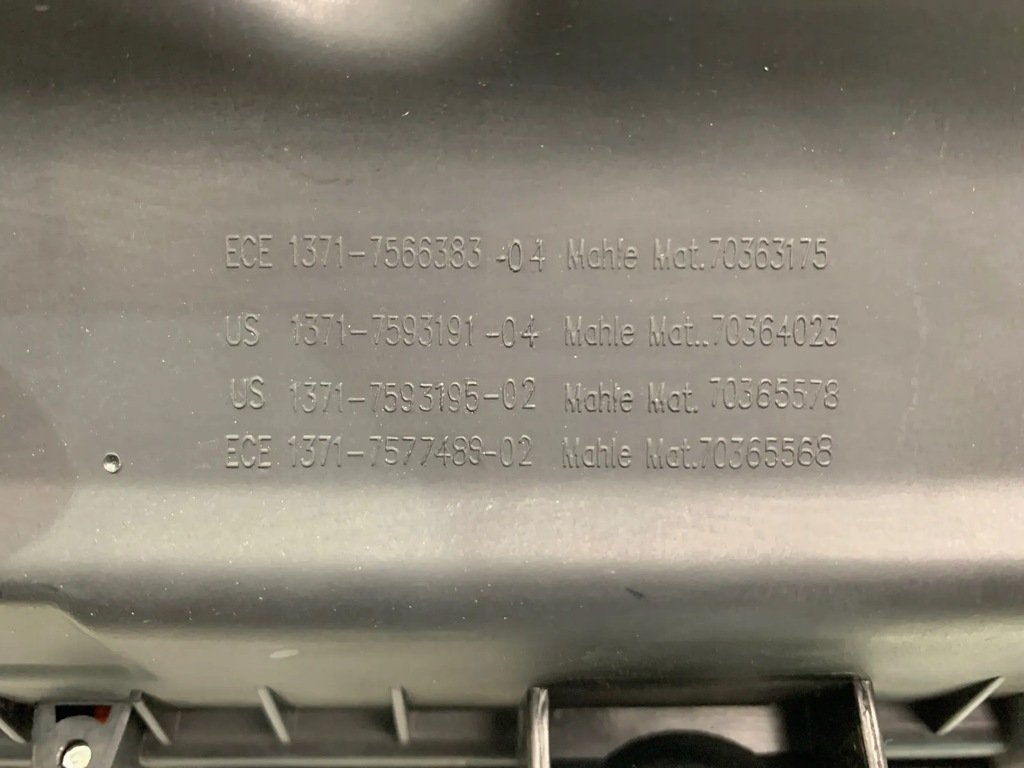 ECE 1371-7566383-04 Mahle Mat.70363175
US 1371-7593191-04 Mahle Mat..70364023
US 1371-7593195-02 Mahle Mat. 70365578
ECE 1371-7577489-02 Mahle Mat.70365568